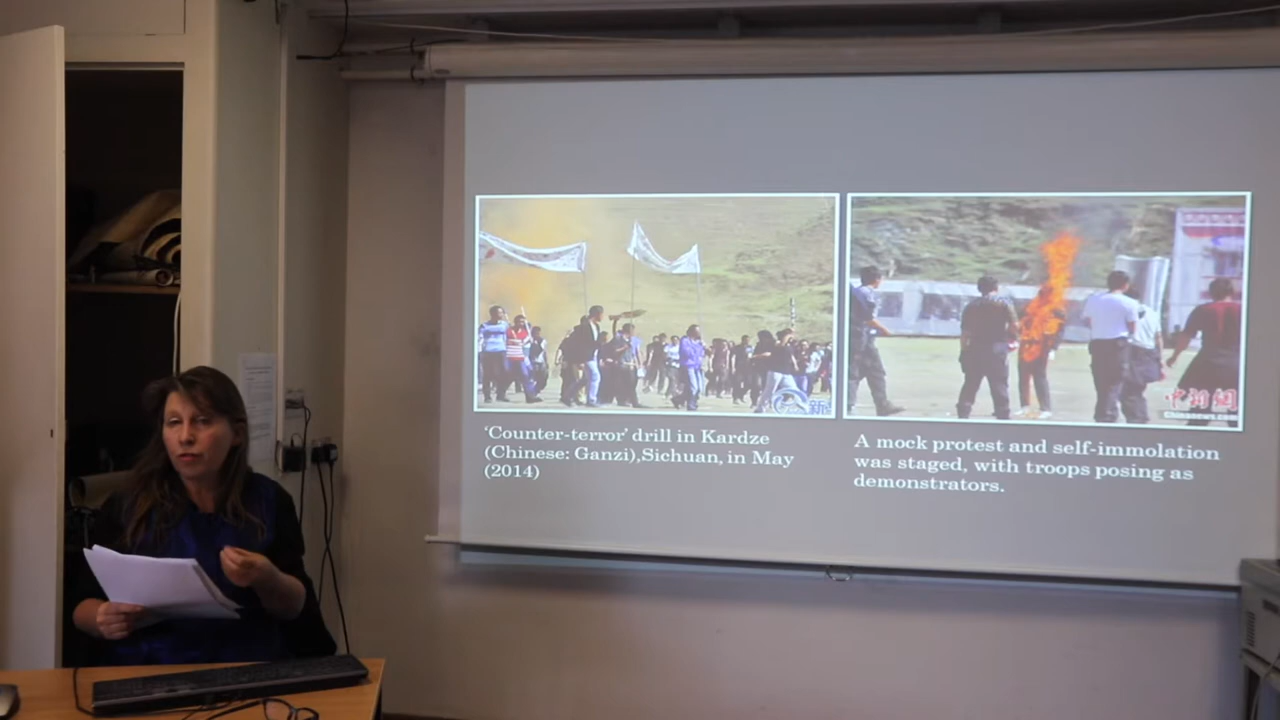 ‘Counter-terror’ drill in Kardze
(Chinese: Ganzi),Sichuan, in May
(2014)
A mock protest and self-immolation
was staged, with troops posing as
demonstrators.
中新網
Chinanews.com